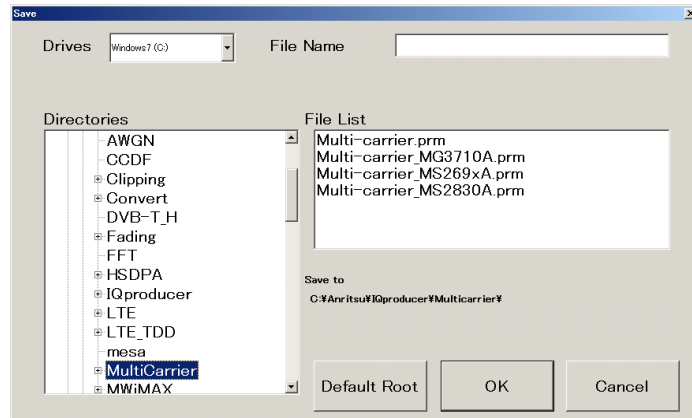 Save
Drives
Windows7 (C:)
File Name
Directories
AWGN
CCDF
Clipping
Convert
DVB-T_H
Fading
FFT
HSDPA
IQproducer
LTE
LTE_TDD
mesa
MultiCarrier
MWiMAX
File List
Multi-carrier.prm
Multi-carrier_MG3710A.prm
Multi-carrier_MS269xA.prm
Multi-carrier_MS2830A.prm
Save to
C:¥Anritsu¥IQproducer¥Multicarrier¥
Default Root
OK
Cancel